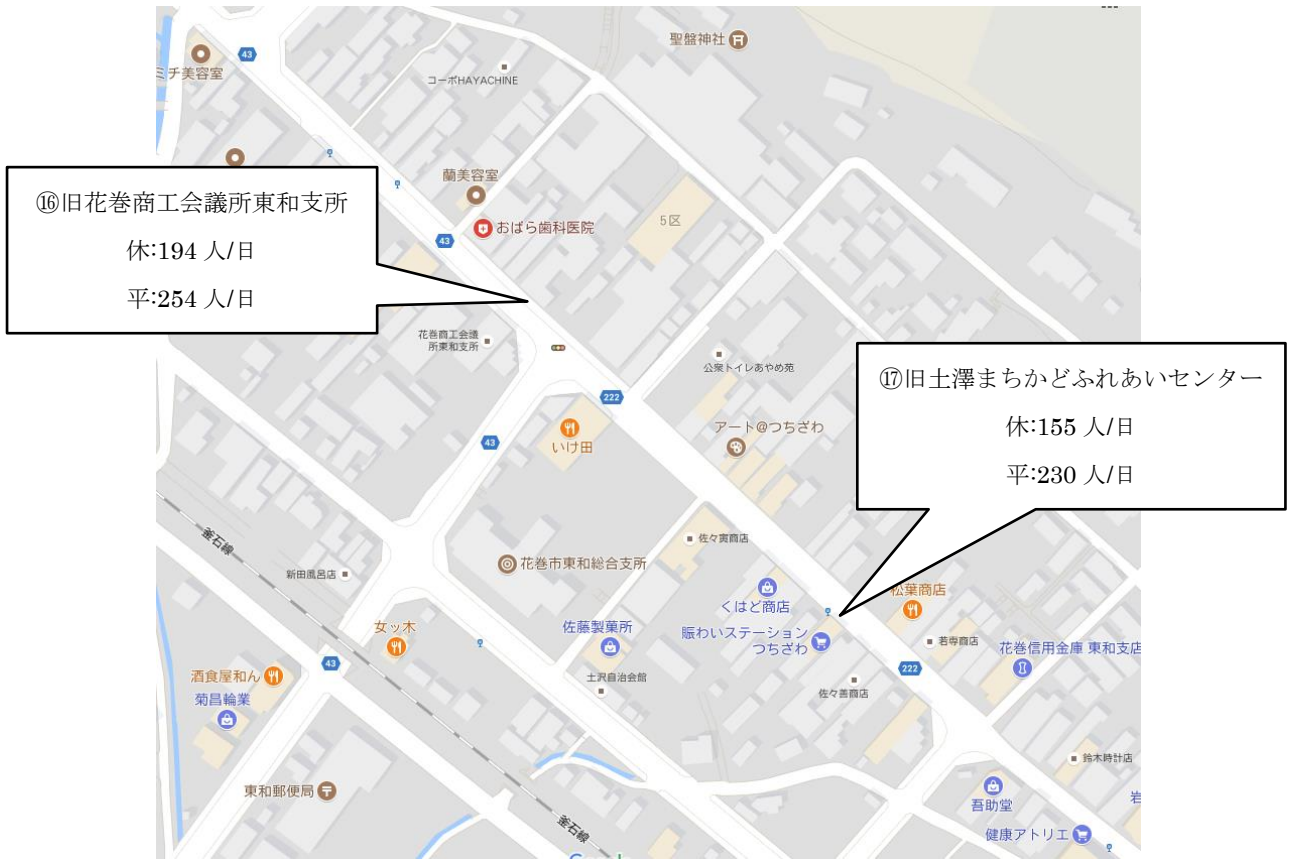 聖盤神社
43
ミチ美容室
コーポHAYACHINE
蘭美容室
5区
おばら歯科医院
43
⑯旧花巻商工会議所東和支所
休:194 人/日
平:254 人/日
花巻商工会議
所東和支所
公衆トイレあやめ苑
222
⑰旧土澤まちかどふれあいセンター
休:155 人/日
平:230 人/日
アート@つちざわ
いけ田
43
釜石線
佐々寅商店
花巻市東和総合支所
新田風呂店
くはど商店
松葉商店
女ッ木
佐藤製菓所
賑わいステーション
つちざわ
若専商店
花巻信用金庫 東和支店
43
222
酒食屋和ん
菊昌輪業
土沢自治会館
佐々善商店
鈴木時計店
東和郵便局
吾助堂
岩
釜石線
健康アトリエ